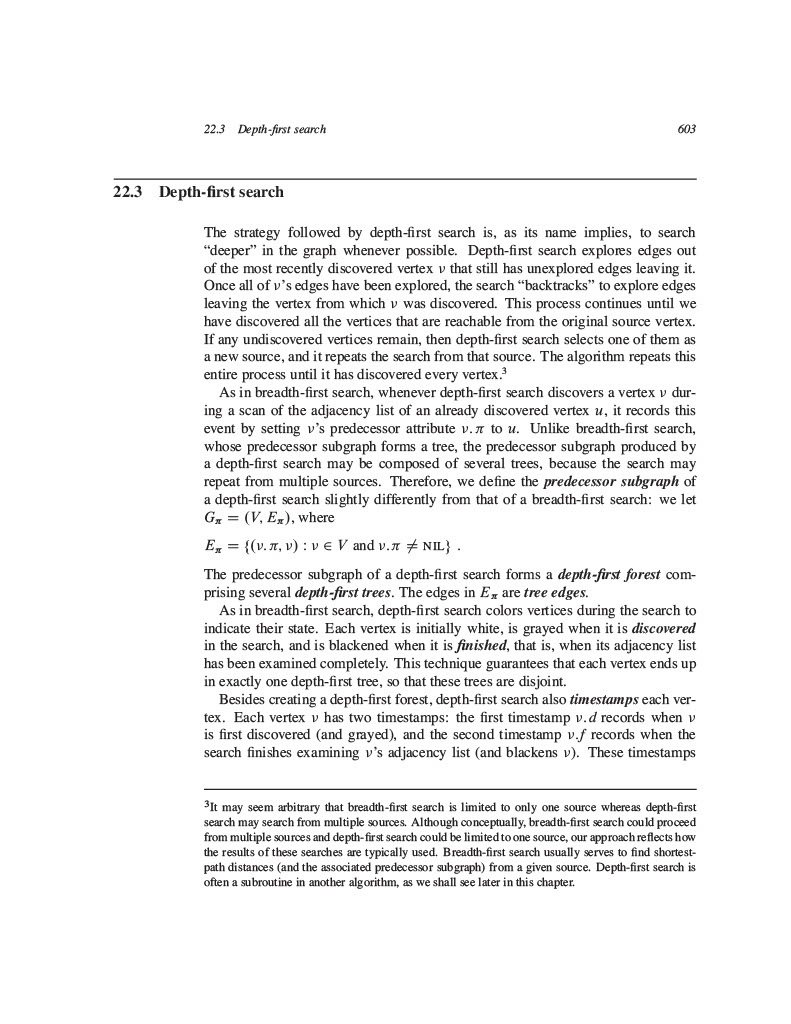 22.3 Depth-first search 603
22.3 Depth-first search
The strategy followed by depth-first search is, as its name implies, to search
“deeper” in the graph whenever possible. Depth-first search explores edges out
of the most recently discovered vertex v that still has unexplored edges leaving it.
Once all of v’s edges have been explored, the search “backtracks” to explore edges
leaving the vertex from which v was discovered. This process continues until we
have discovered all the vertices that are reachable from the original source vertex.
If any undiscovered vertices remain, then depth-first search selects one of them as
a new source, and it repeats the search from that source. The algorithm repeats this
entire process until it has discovered every vertex.³
As in breadth-first search, whenever depth-first search discovers a vertex v dur-
ing a scan of the adjacency list of an already discovered vertex u, it records this
event by setting v’s predecessor attribute v.π to u. Unlike breadth-first search,
whose predecessor subgraph forms a tree, the predecessor subgraph produced by
a depth-first search may be composed of several trees, because the search may
repeat from multiple sources. Therefore, we define the predecessor subgraph of
a depth-first search slightly differently from that of a breadth-first search: we let
Gπ = (V, Eπ), where
Eπ = {(v.π, v) : v ∈ V and v.π ≠ NIL} .
The predecessor subgraph of a depth-first search forms a depth-first forest com-
prising several depth-first trees. The edges in Eπ are tree edges.
As in breadth-first search, depth-first search colors vertices during the search to
indicate their state. Each vertex is initially white, is grayed when it is discovered
in the search, and is blackened when it is finished, that is, when its adjacency list
has been examined completely. This technique guarantees that each vertex ends up
in exactly one depth-first tree, so that these trees are disjoint.
Besides creating a depth-first forest, depth-first search also timestamps each ver-
tex. Each vertex v has two timestamps: the first timestamp v.d records when v
is first discovered (and grayed), and the second timestamp v.f records when the
search finishes examining v’s adjacency list (and blackens v). These timestamps
³It may seem arbitrary that breadth-first search is limited to only one source whereas depth-first
search may search from multiple sources. Although conceptually, breadth-first search could proceed
from multiple sources and depth-first search could be limited to one source, our approach reflects how
the results of these searches are typically used. Breadth-first search usually serves to find shortest-
path distances (and the associated predecessor subgraph) from a given source. Depth-first search is
often a subroutine in another algorithm, as we shall see later in this chapter.